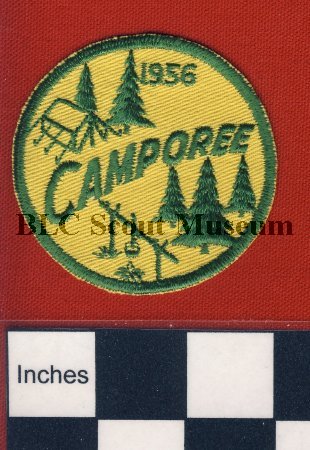 1956
CAMPOREE
BLC Scout Museum
Inches